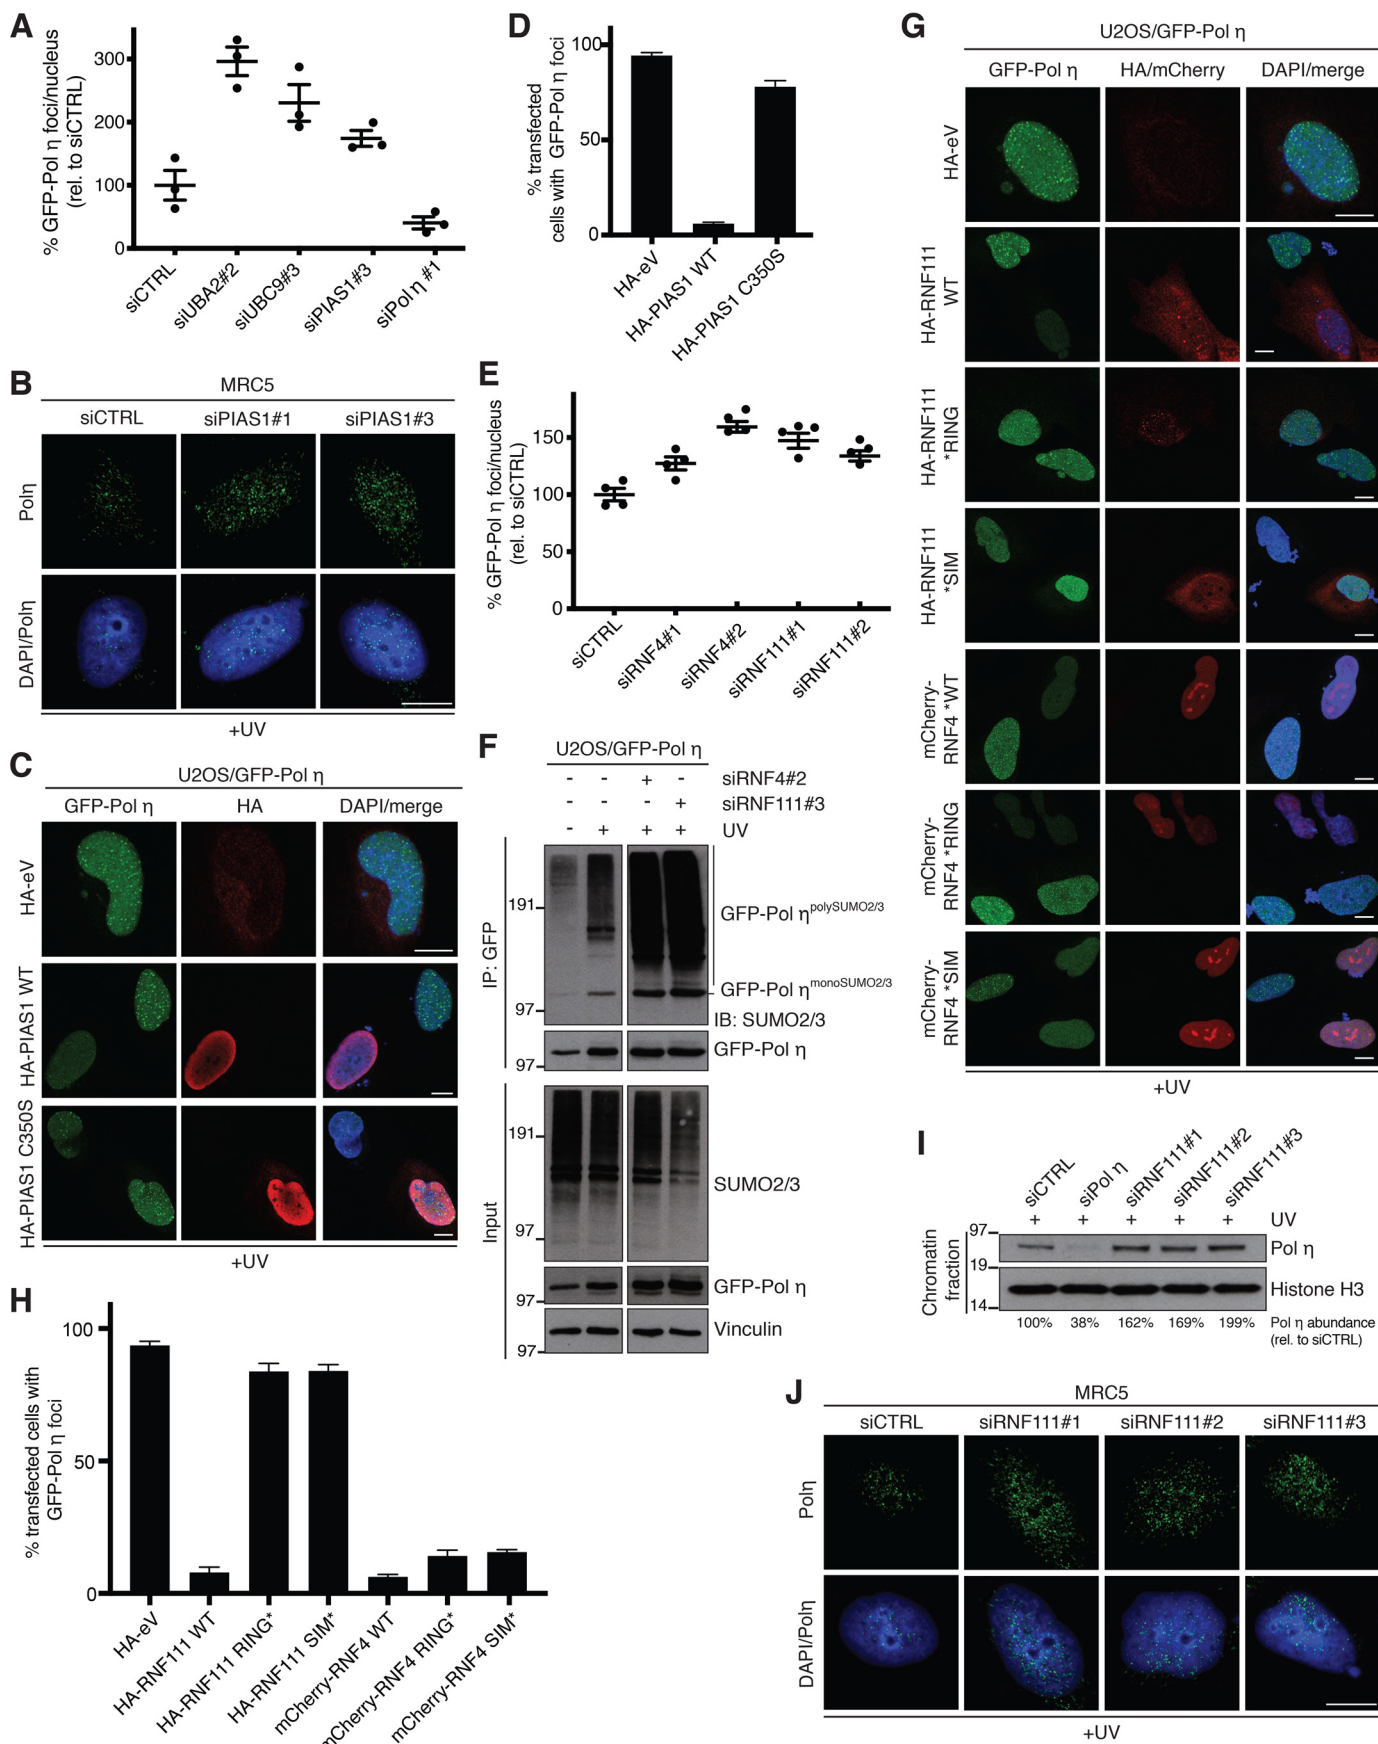 A
% GFP-Pol η foci/nucleus
(rel. to siCTRL)
300
200
100
0
siCTRL
siUBA2#2
siUBC9#3
siPIAS1#3
siPol η #1
B
MRC5
siCTRL
siPIAS1#1
siPIAS1#3
Polη
DAPI/Polη
+UV
C
U2OS/GFP-Pol η
GFP-Pol η
HA
DAPI/merge
HA-eV
HA-PIAS1 WT
HA-PIAS1 C350S
+UV
D
% transfected
cells with GFP-Pol η foci
100
50
0
HA-eV
HA-PIAS1 WT
HA-PIAS1 C350S
E
% GFP-Pol η foci/nucleus
(rel. to siCTRL)
150
100
50
0
siCTRL
siRNF4#1
siRNF4#2
siRNF111#1
siRNF111#2
F
U2OS/GFP-Pol η
- - + - siRNF4#2
- - - + siRNF111#3
- + + + UV
IP: GFP
191
97
GFP-Pol η polySUMO2/3
GFP-Pol η monoSUMO2/3
IB: SUMO2/3
GFP-Pol η
97
Input
191
SUMO2/3
97
GFP-Pol η
97
Vinculin
97
G
U2OS/GFP-Pol η
GFP-Pol η
HA/mCherry
DAPI/merge
HA-eV
HA-RNF111
WT
HA-RNF111
*RING
HA-RNF111
*SIM
mCherry-
RNF4 *WT
mCherry-
RNF4 *RING
mCherry-
RNF4 *SIM
+UV
H
% transfected cells with
GFP-Pol η foci
100
50
0
HA-eV
HA-RNF111 WT
HA-RNF111 RING*
HA-RNF111 SIM*
mCherry-RNF4 WT
mCherry-RNF4 RING*
mCherry-RNF4 SIM*
I
siCTRL
siPol η
siRNF111#1
siRNF111#2
siRNF111#3
+ + + + + UV
Chromatin
fraction
97
Pol η
19
Histone H3
14
100% 38% 162% 169% 199% Pol η abundance
(rel. to siCTRL)
J
MRC5
siCTRL
siRNF111#1
siRNF111#2
siRNF111#3
Polη
DAPI/Polη
+UV